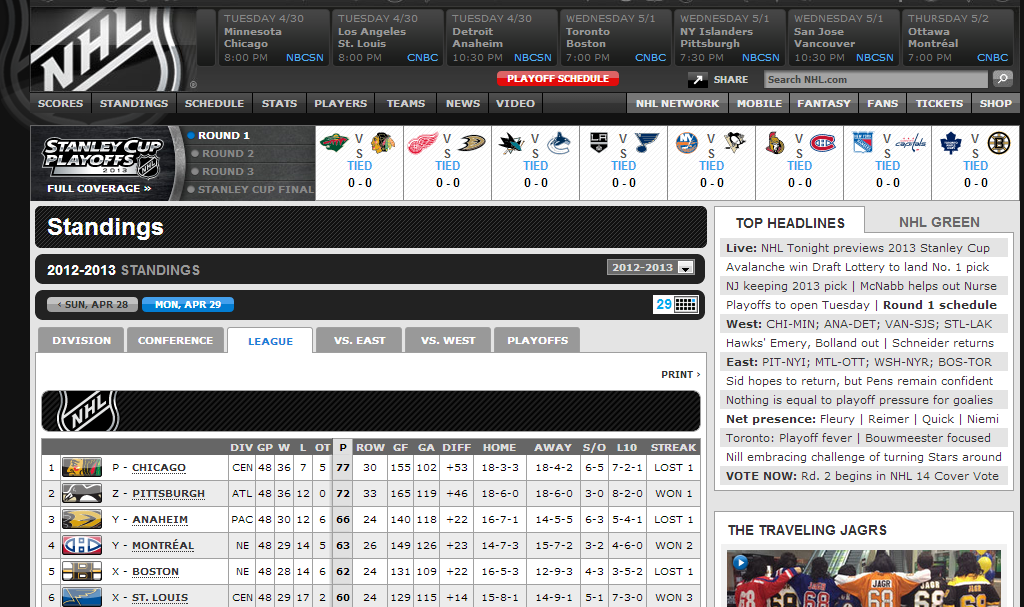 NHL
®
TUESDAY 4/30
Minnesota
Chicago
8:00 PM NBCSN
TUESDAY 4/30
Los Angeles
St. Louis
8:00 PM CNBC
TUESDAY 4/30
Detroit
Anaheim
10:30 PM NBCSN
WEDNESDAY 5/1
Toronto
Boston
7:00 PM CNBC
WEDNESDAY 5/1
NY Islanders
Pittsburgh
7:30 PM NBCSN
WEDNESDAY 5/1
San Jose
Vancouver
10:30 PM NBCSN
THURSDAY 5/2
Ottawa
Montréal
7:00 PM CNBC
PLAYOFF SCHEDULE
SHARE
Search NHL.com
SCORES STANDINGS SCHEDULE STATS PLAYERS TEAMS NEWS VIDEO NHL NETWORK MOBILE FANTASY FANS TICKETS SHOP
STANLEY CUP
PLAYOFFS
2013
FULL COVERAGE »
ROUND 1
ROUND 2
ROUND 3
STANLEY CUP FINAL
VS VS VS VS VS VS VS VS
TIED TIED TIED TIED TIED TIED TIED TIED
0 - 0 0 - 0 0 - 0 0 - 0 0 - 0 0 - 0 0 - 0 0 - 0
Standings
2012-2013 STANDINGS
2012-2013
‹ SUN, APR 28 MON, APR 29
29
DIVISION CONFERENCE LEAGUE VS. EAST VS. WEST PLAYOFFS
PRINT ›
NHL
DIV GP W L OT P ROW GF GA DIFF HOME AWAY S/O L10 STREAK
1 P - CHICAGO CEN 48 36 7 5 77 30 155 102 +53 18-3-3 18-4-2 6-5 7-2-1 LOST 1
2 Z - PITTSBURGH ATL 48 36 12 0 72 33 165 119 +46 18-6-0 18-6-0 3-0 8-2-0 WON 1
3 Y - ANAHEIM PAC 48 30 12 6 66 24 140 118 +22 16-7-1 14-5-5 6-3 5-4-1 LOST 1
4 Y - MONTRÉAL NE 48 29 14 5 63 26 149 126 +23 14-7-3 15-7-2 3-2 4-6-0 WON 2
5 X - BOSTON NE 48 28 14 6 62 24 131 109 +22 16-5-3 12-9-3 4-3 3-5-2 LOST 1
6 X - ST. LOUIS CEN 48 29 17 2 60 24 129 115 +14 15-8-1 14-9-1 5-1 7-3-0 WON 3
TOP HEADLINES NHL GREEN
Live: NHL Tonight previews 2013 Stanley Cup
Avalanche win Draft Lottery to land No. 1 pick
NJ keeping 2013 pick | McNabb helps out Nurse
Playoffs to open Tuesday | Round 1 schedule
West: CHI-MIN; ANA-DET; VAN-SJS; STL-LAK
Hawks' Emery, Bolland out | Schneider returns
East: PIT-NYI; MTL-OTT; WSH-NYR; BOS-TOR
Sid hopes to return, but Pens remain confident
Nothing is equal to playoff pressure for goalies
Net presence: Fleury | Reimer | Quick | Niemi
Toronto: Playoff fever | Bouwmeester focused
Nill embracing challenge of turning Stars around
VOTE NOW: Rd. 2 begins in NHL 14 Cover Vote
THE TRAVELING JAGRS
JAGR
68 68 68 68